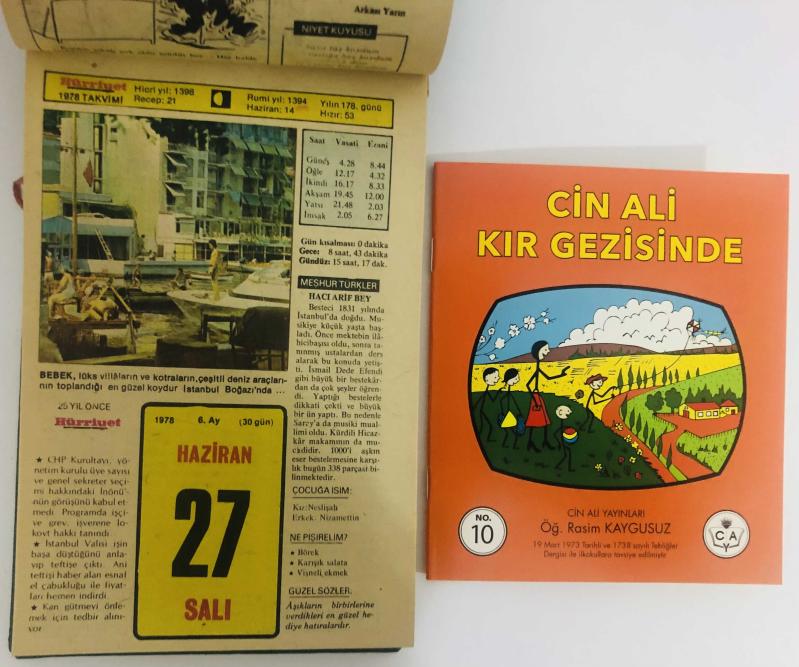 Arkası Yarın
NİYET KUYUSU
Hürriyet
1978 TAKVİMİ
Hicri yıl: 1398
Recep: 21
Rumi yıl: 1394
Haziran: 14
Yılın 178. günü
Hızır: 53
Saat Vasati Ezani
Güneş 4.28 8.44
Öğle 12.17 4.32
İkindi 16.17 8.33
Akşam 19.45 12.00
Yatsı 21.48 2.03
İmsak 2.05 6.27
Gün kısalması: 0 dakika
Gece: 8 saat, 43 dakika
Gündüz: 15 saat, 17 dak.
MEŞHUR TÜRKLER
HACI ARİF BEY
Besteci 1831 yılında
İstanbul'da doğdu. Mu-
sikiye küçük yaşta baş-
ladı. Önce mektebin ilâ-
hicibaşısı oldu, sonra ta-
nınmış ustalardan ders
alarak bu konuda yetiş-
ti. İsmail Dede Efendi
gibi büyük bir bestekâr-
dan da çok şeyler öğren-
di. Yaptığı bestelerle
dikkati çekti ve büyük
bir ün yaptı. Bu nedenle
Saray'a da musiki mual-
limi oldu. Kürdili Hicaz-
kâr makamının da mu-
cididir. 1000'i aşkın
eser bestelemesine karşı-
lık bugün 338 parçası bi-
linmektedir.
ÇOCUĞA İSİM:
Kız: Neslişah
Erkek: Nizamettin
NE PİŞİRELİM?
★ Börek
★ Karışık salata
★ Vişneli ekmek
GÜZEL SÖZLER:
Aşıkların birbirlerine
verdikleri en güzel he-
diye hatıralardır.
BEBEK, lüks villâların ve kotraların, çeşitli deniz araçları-
nın toplandığı en güzel koydur İstanbul Boğazı'nda ...
25 YIL ÖNCE
Hürriyet
★ CHP Kurultayı, yö-
netim kurulu üye sayısı
ve genel sekreter seçi-
mi hakkındaki İnönü'-
nün görüşünü kabul et-
medi. Programda işçi-
ye grev, işverene lo-
kavt hakkı tanındı
★ İstanbul Valisi işin
başa düştüğünü anla-
yıp teftişe çıktı. Ani
teftişi haber alan esnaf
el çabukluğu ile fiyat-
ları hemen indirdi.
★ Kan gütmeyi önle-
mek için tedbir alını-
yor
1978 6. Ay (30 gün)
HAZİRAN
27
SALI
CİN ALİ
KIR GEZİSİNDE
NO.
10
CİN ALİ YAYINLARI
Öğ. Rasim KAYGUSUZ
19 Mart 1973 Tarihli ve 1738 sayılı Tebliğler
Dergisi ile ilkokullara tavsiye edilmiştir.
C A
Y